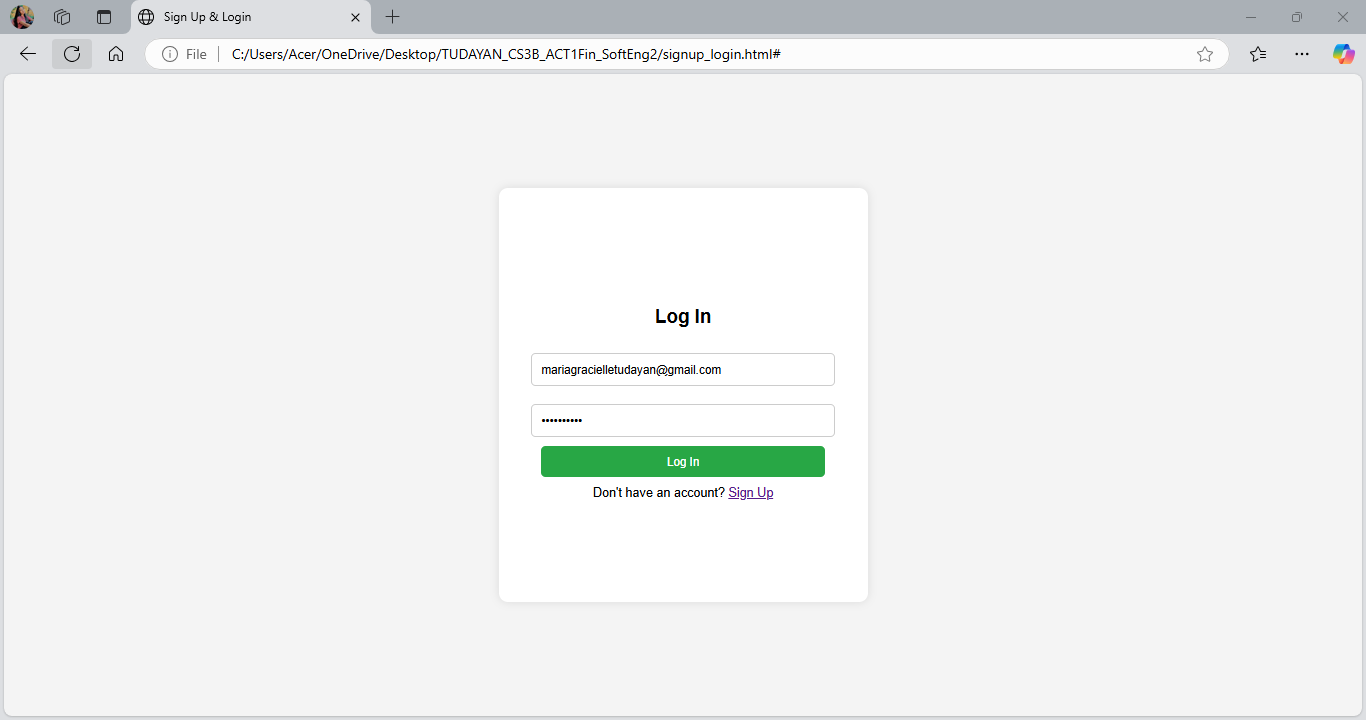 Sign Up & Login
File
C:/Users/Acer/OneDrive/Desktop/TUDAYAN_CS3B_ACT1Fin_SoftEng2/signup_login.html#
Log In
mariagracielletudayan@gmail.com
••••••••••
Log In
Don't have an account? Sign Up